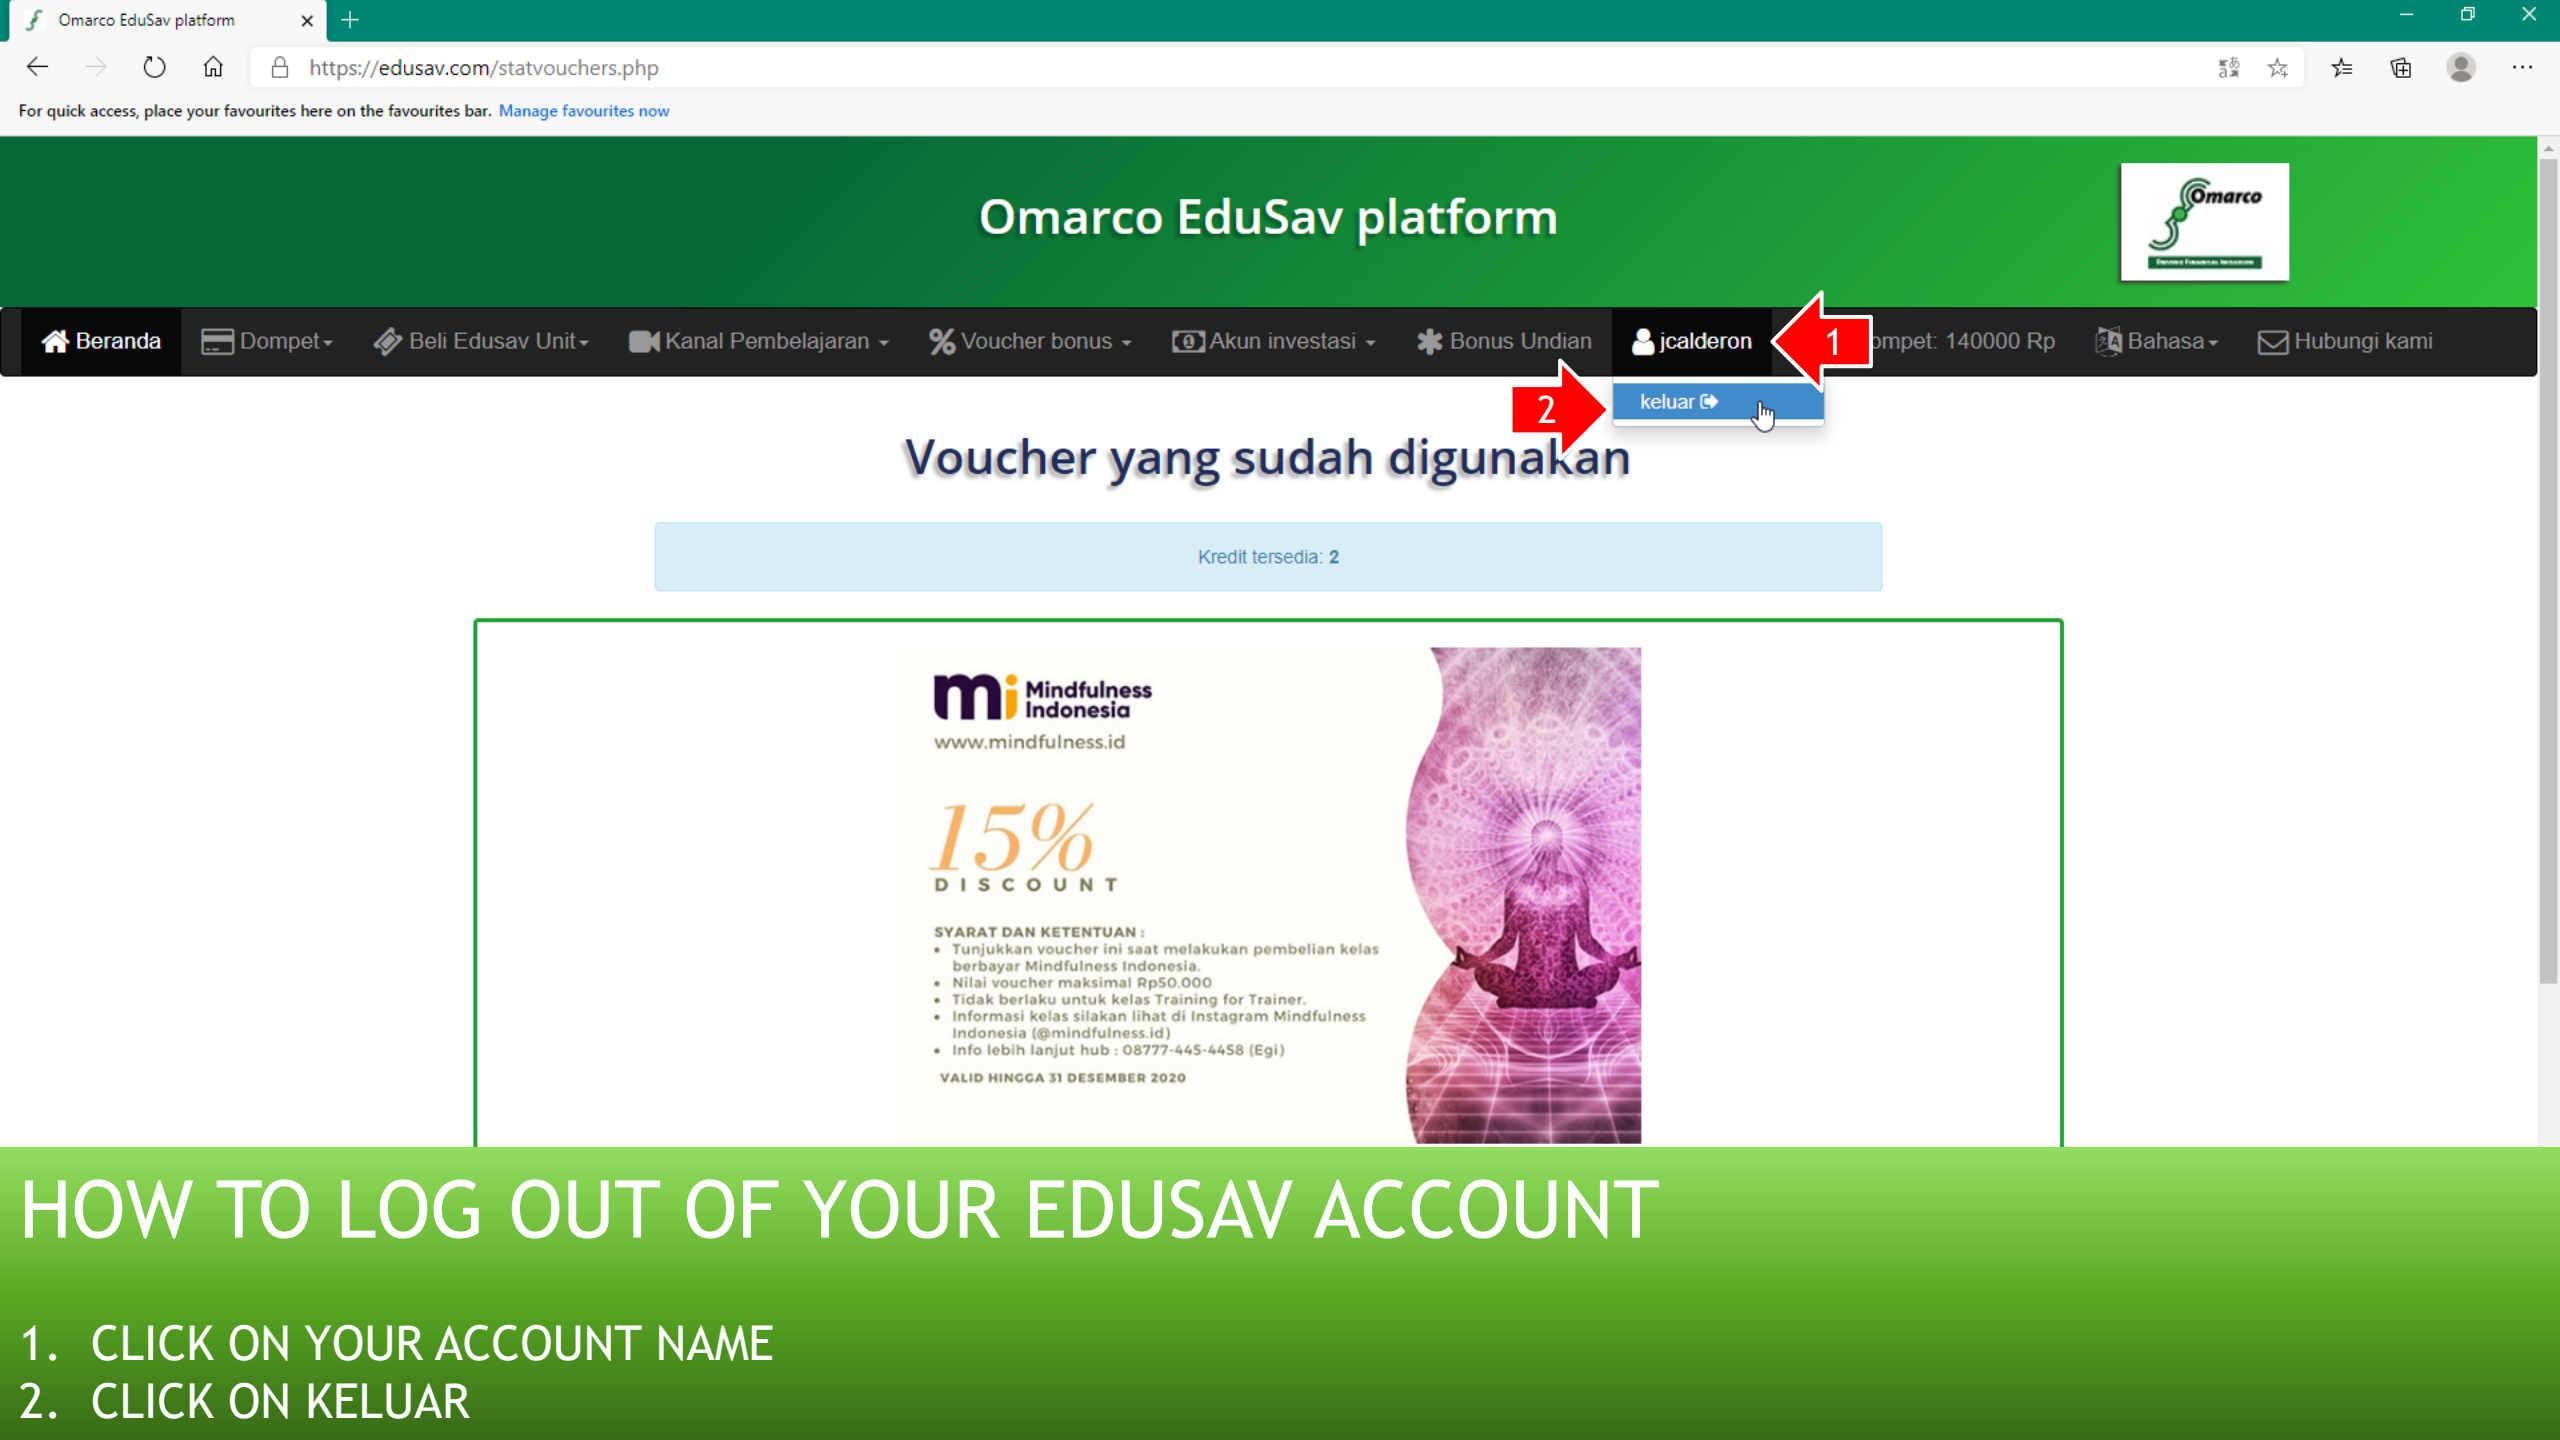 Omarco EduSav platform
https://edusav.com/statvouchers.php
For quick access, place your favourites here on the favourites bar. Manage favourites now
Omarco EduSav platform
Omarco
Beranda Dompet Beli Edusav Unit Kanal Pembelajaran Voucher bonus Akun investasi Bonus Undian jcalderon 1 ompet: 140000 Rp Bahasa Hubungi kami
2 keluar
Voucher yang sudah digunakan
Kredit tersedia: 2
mi Mindfulness
Indonesia
www.mindfulness.id
15%
DISCOUNT
SYARAT DAN KETENTUAN :
• Tunjukkan voucher ini saat melakukan pembelian kelas
berbayar Mindfulness Indonesia.
• Nilai voucher maksimal Rp50.000
• Tidak berlaku untuk kelas Training for Trainer.
• Informasi kelas silakan lihat di Instagram Mindfulness
Indonesia (@mindfulness.id)
• Info lebih lanjut hub : 08777-445-4458 (Egi)
VALID HINGGA 31 DESEMBER 2020
HOW TO LOG OUT OF YOUR EDUSAV ACCOUNT
1. CLICK ON YOUR ACCOUNT NAME
2. CLICK ON KELUAR